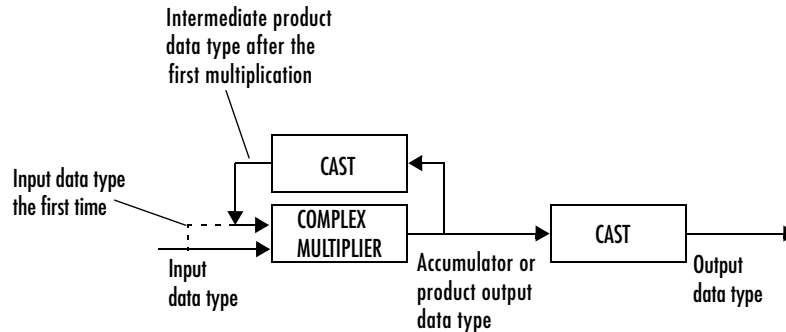 Intermediate product
data type after the
first multiplication
CAST
Input data type
the first time
COMPLEX
MULTIPLIER
CAST
Input
data type
Accumulator or
product output
data type
Output
data type